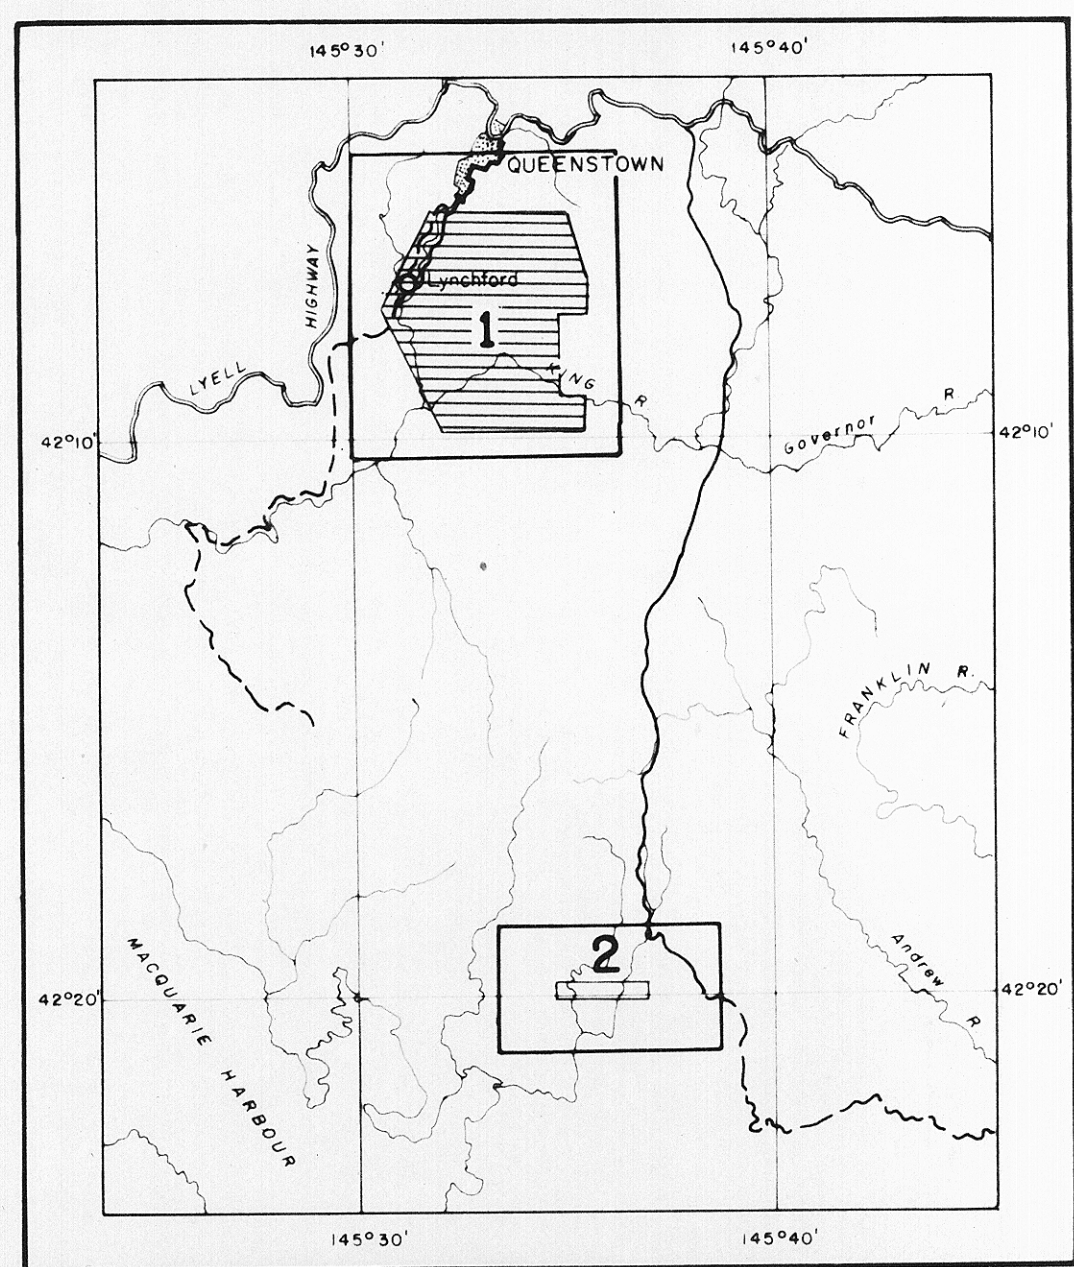 145°30'
145°40'
QUEENSTOWN
HIGHWAY
Lynchford
1
KING R
LYELL
Governor R
42°10'
42°10'
FRANKLIN R.
MACQUARIE HARBOUR
2
Andrew R
42°20'
42°20'
145°30'
145°40'